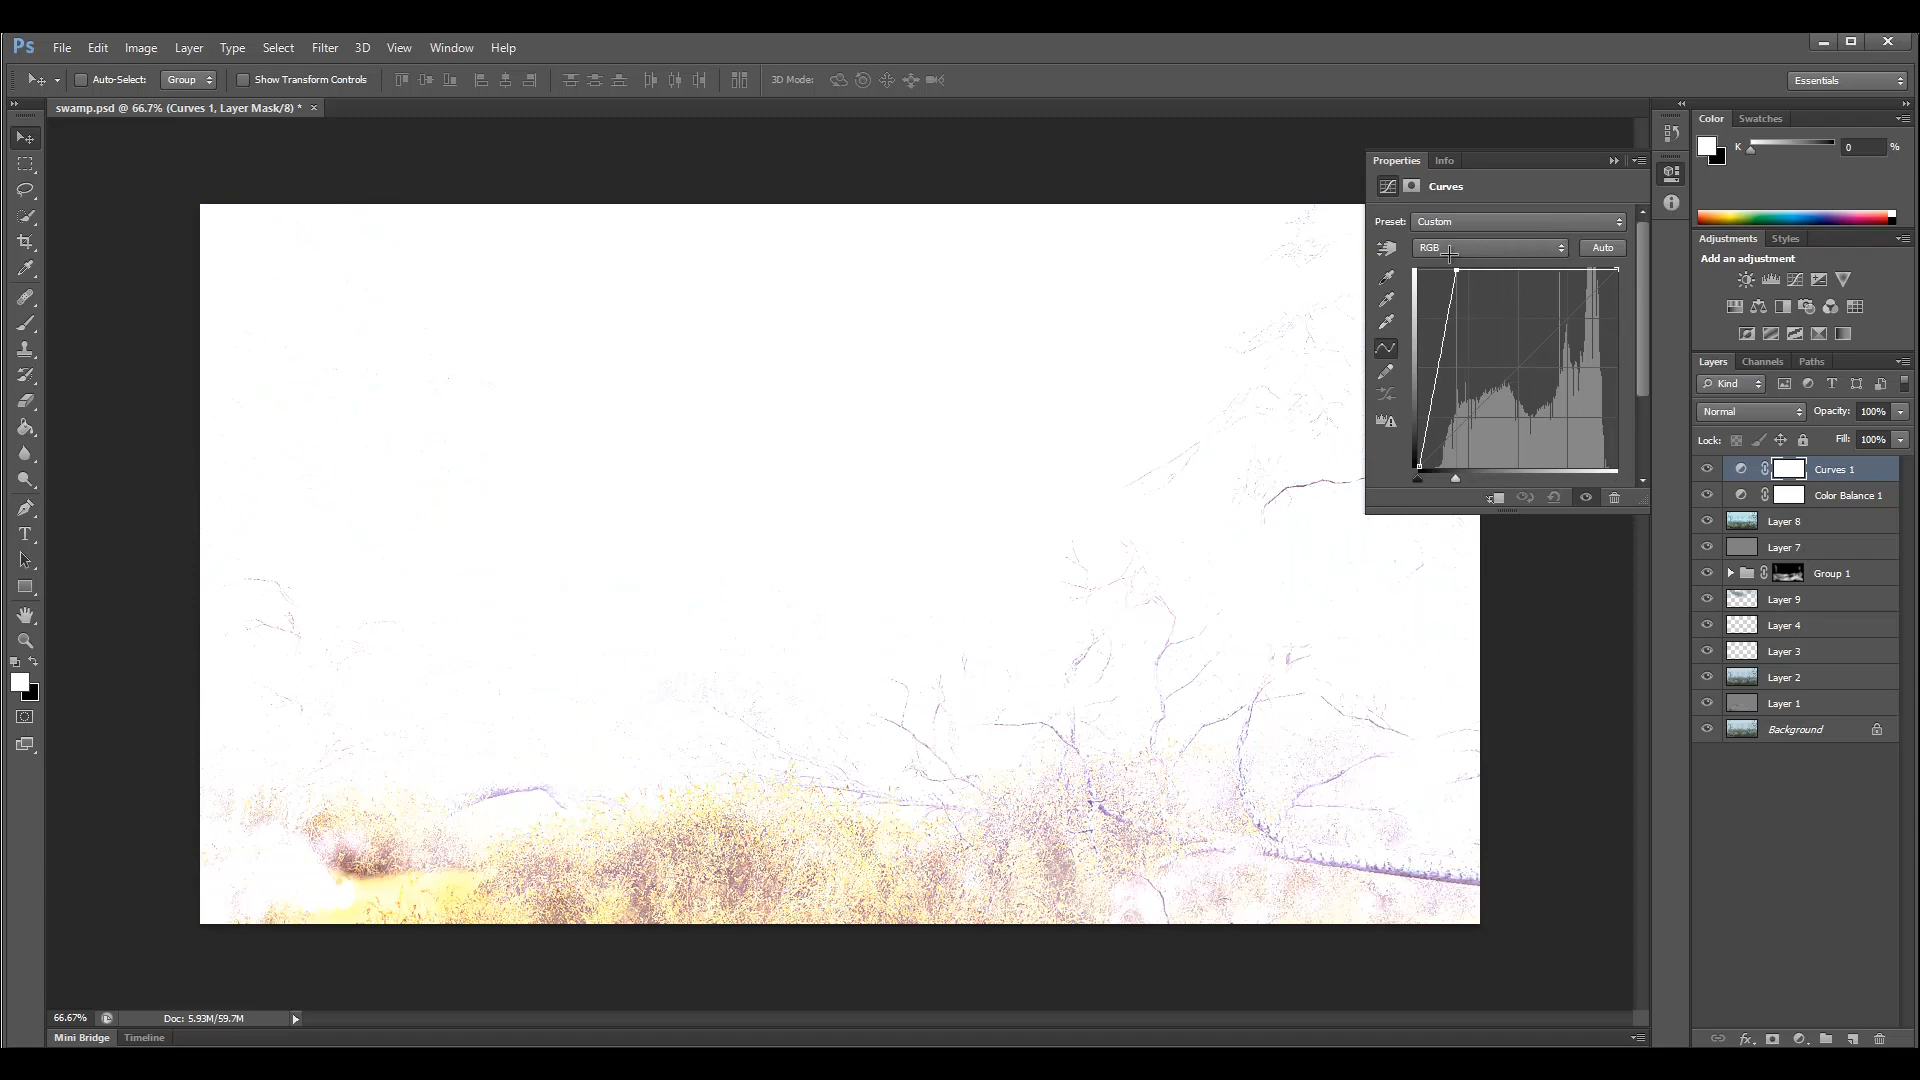 Ps File Edit Image Layer Type Select Filter 3D View Window Help
Auto-Select: Group Show Transform Controls 3D Mode: Essentials
swamp.psd @ 66.7% (Curves 1, Layer Mask/8) * ×
Color Swatches
K 0 %
Properties Info
Curves
Preset: Custom
RGB Auto
Adjustments Styles
Add an adjustment
Layers Channels Paths
Kind
Normal Opacity: 100%
Lock: Fill: 100%
Curves 1
Color Balance 1
Layer 8
Layer 7
Group 1
Layer 9
Layer 4
Layer 3
Layer 2
Layer 1
Background
66.67% Doc: 5.93M/59.7M
Mini Bridge Timeline
fx